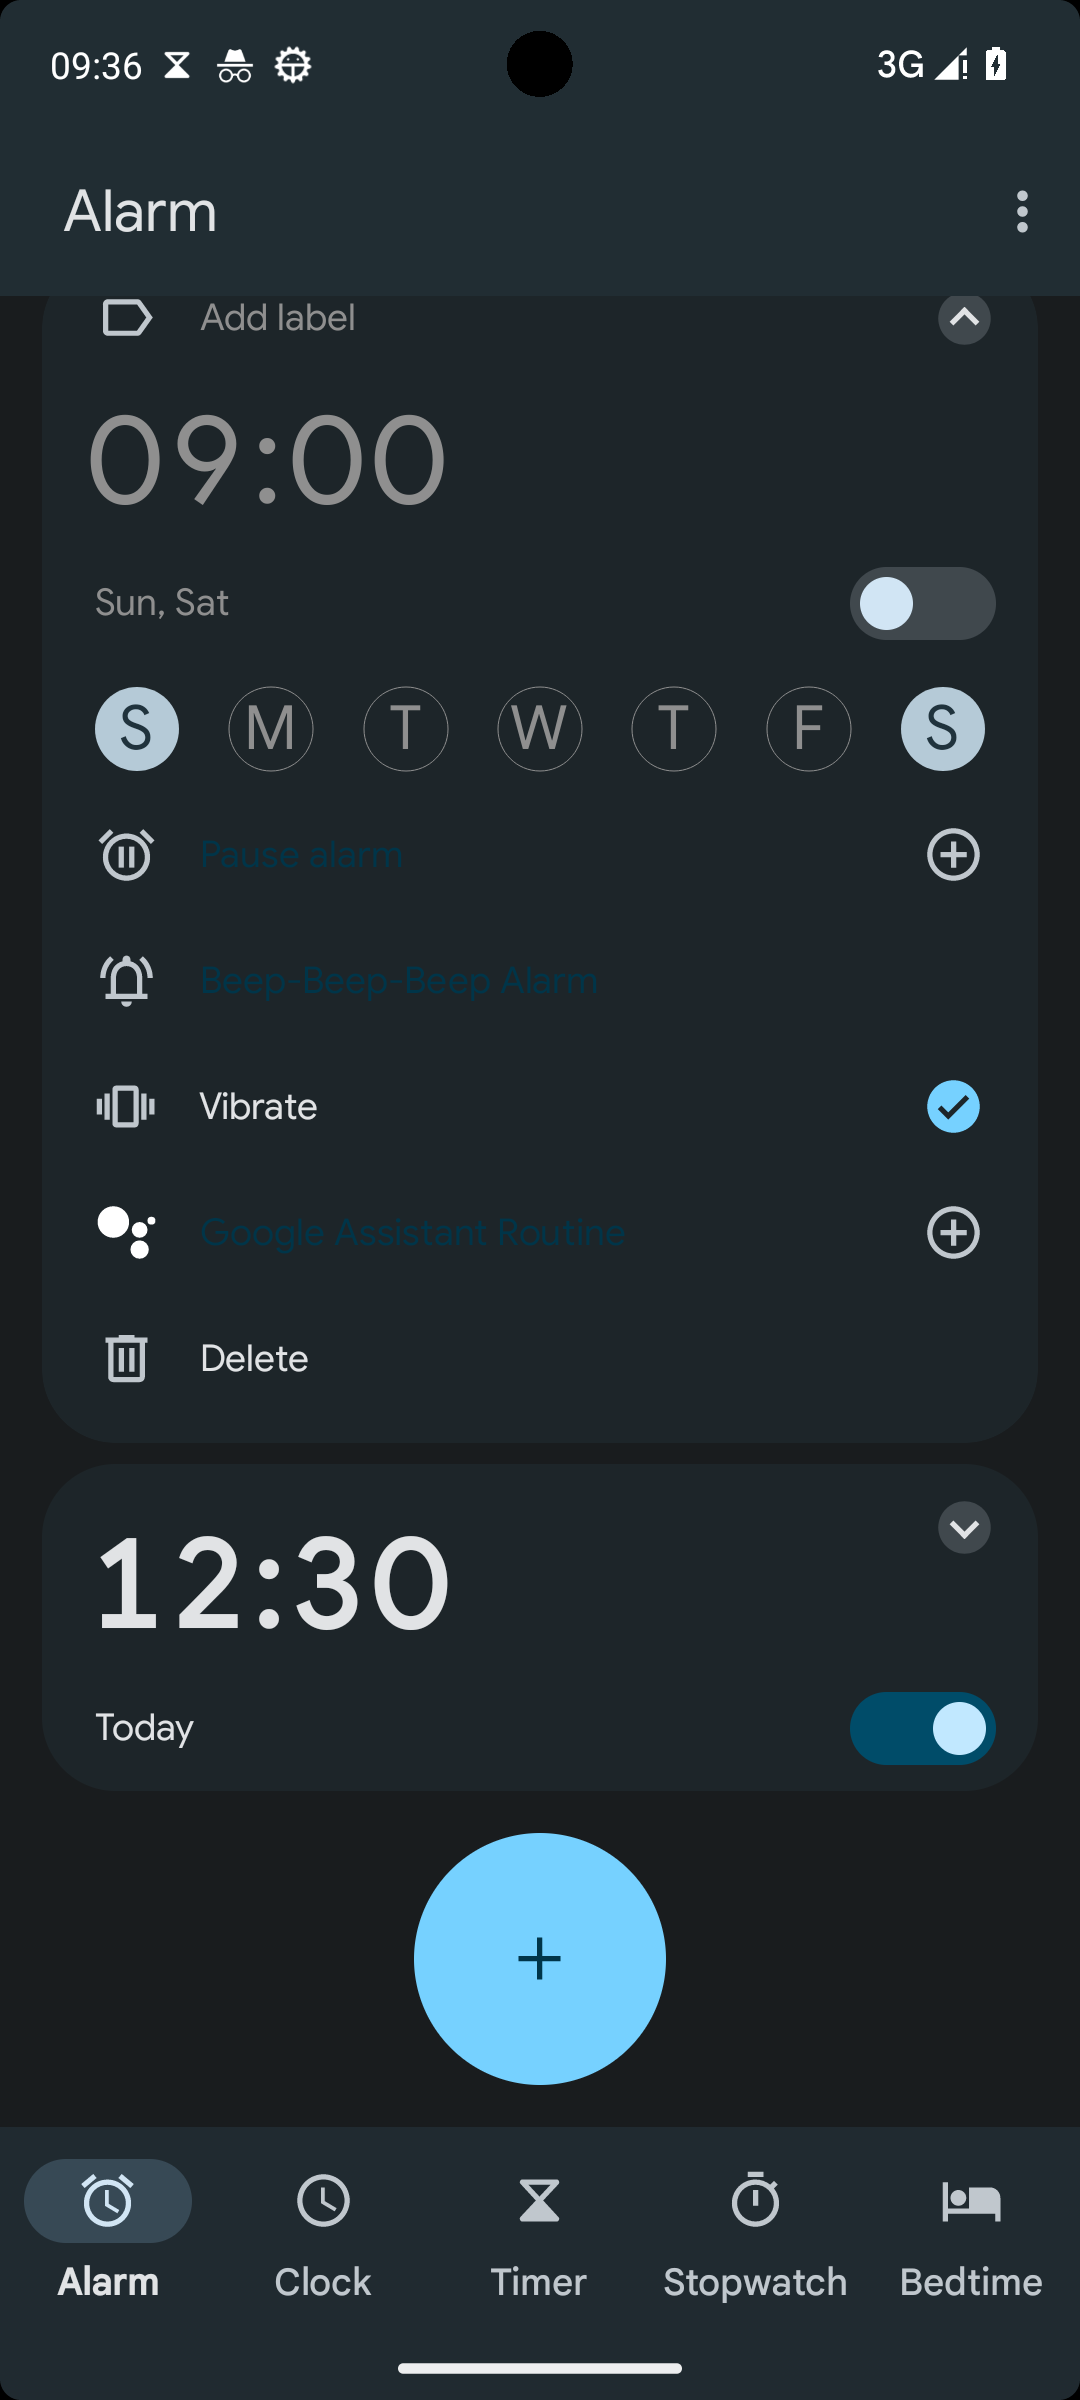 09:36
3G
Alarm
Add label
09:00
Sun, Sat
S M T W T F S
Pause alarm
Beep-Beep-Beep Alarm
Vibrate
Google Assistant Routine
Delete
12:30
Today
Alarm Clock Timer Stopwatch Bedtime